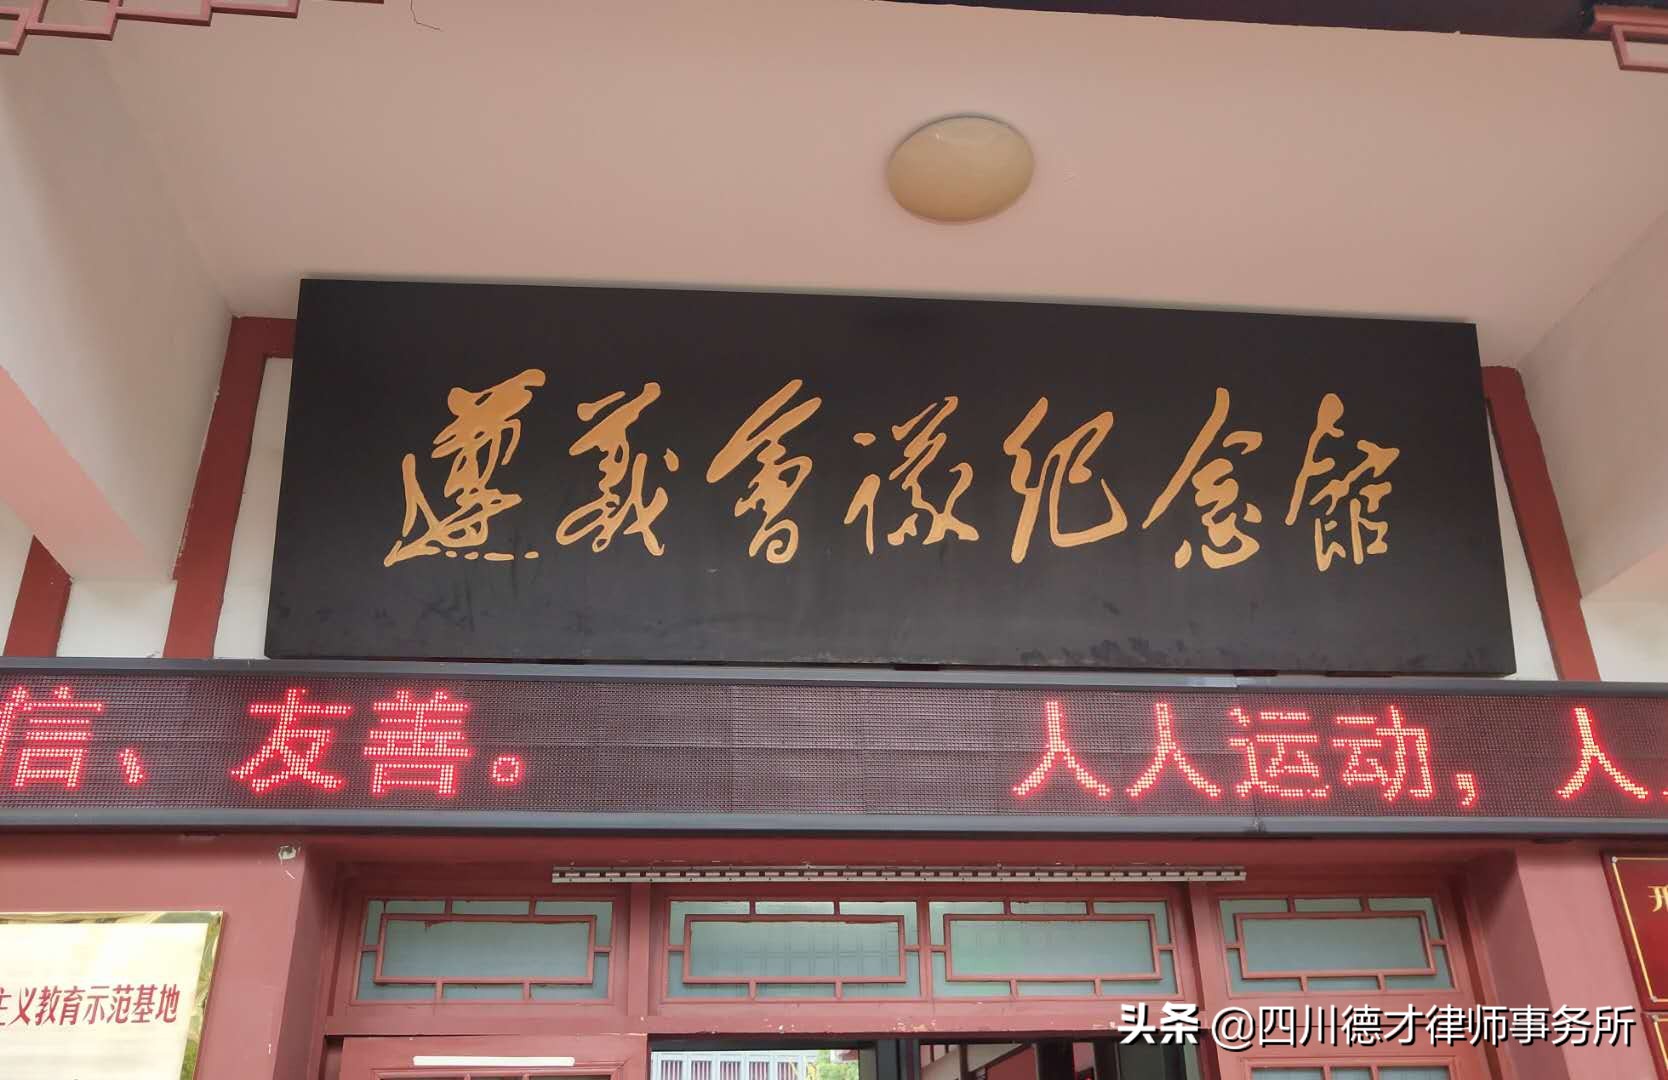 遵義會議紀念館
信、友善。 人人运动，人
主义教育示范基地
头条 @四川德才律师事务所